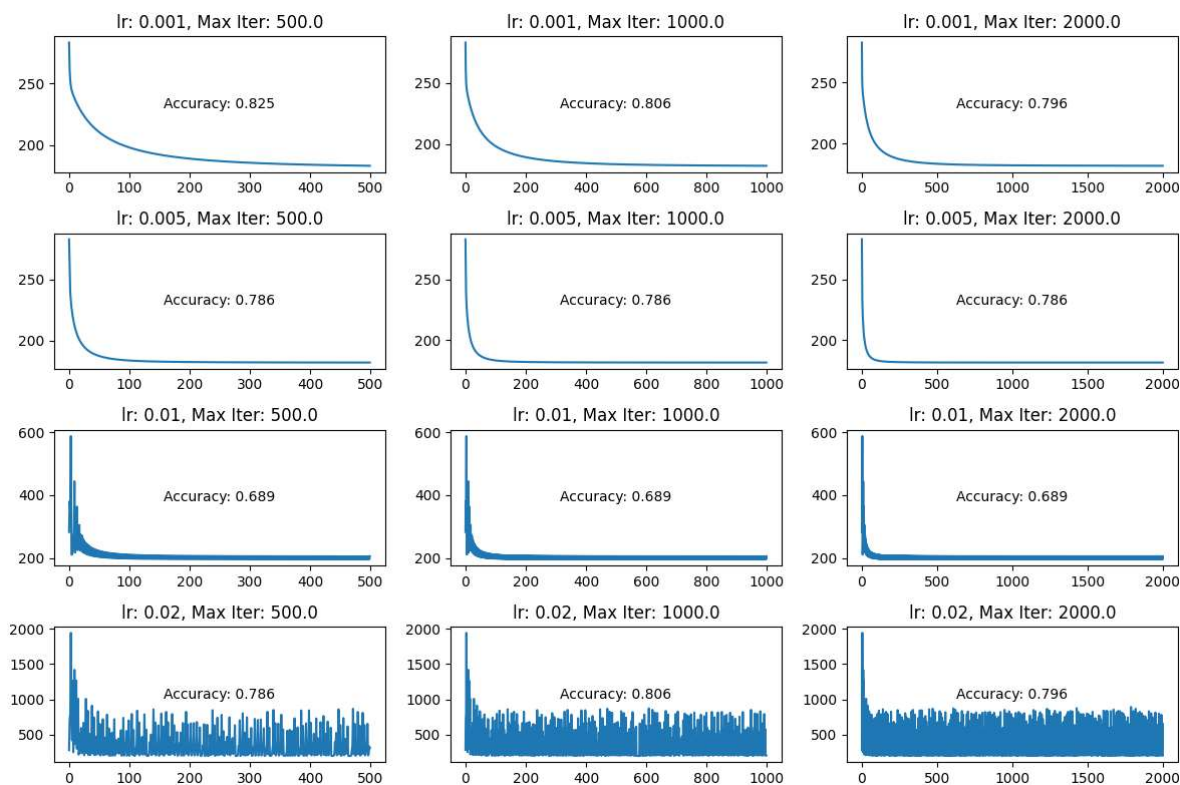 lr: 0.001, Max Iter: 500.0
250
200
Accuracy: 0.825
0 100 200 300 400 500
lr: 0.001, Max Iter: 1000.0
250
200
Accuracy: 0.806
0 200 400 600 800 1000
lr: 0.001, Max Iter: 2000.0
250
200
Accuracy: 0.796
0 500 1000 1500 2000
lr: 0.005, Max Iter: 500.0
250
200
Accuracy: 0.786
0 100 200 300 400 500
lr: 0.005, Max Iter: 1000.0
250
200
Accuracy: 0.786
0 200 400 600 800 1000
lr: 0.005, Max Iter: 2000.0
250
200
Accuracy: 0.786
0 500 1000 1500 2000
lr: 0.01, Max Iter: 500.0
600
400
200
Accuracy: 0.689
0 100 200 300 400 500
lr: 0.01, Max Iter: 1000.0
600
400
200
Accuracy: 0.689
0 200 400 600 800 1000
lr: 0.01, Max Iter: 2000.0
600
400
200
Accuracy: 0.689
0 500 1000 1500 2000
lr: 0.02, Max Iter: 500.0
2000
1500
1000
500
Accuracy: 0.786
0 100 200 300 400 500
lr: 0.02, Max Iter: 1000.0
2000
1500
1000
500
Accuracy: 0.806
0 200 400 600 800 1000
lr: 0.02, Max Iter: 2000.0
2000
1500
1000
500
Accuracy: 0.796
0 500 1000 1500 2000